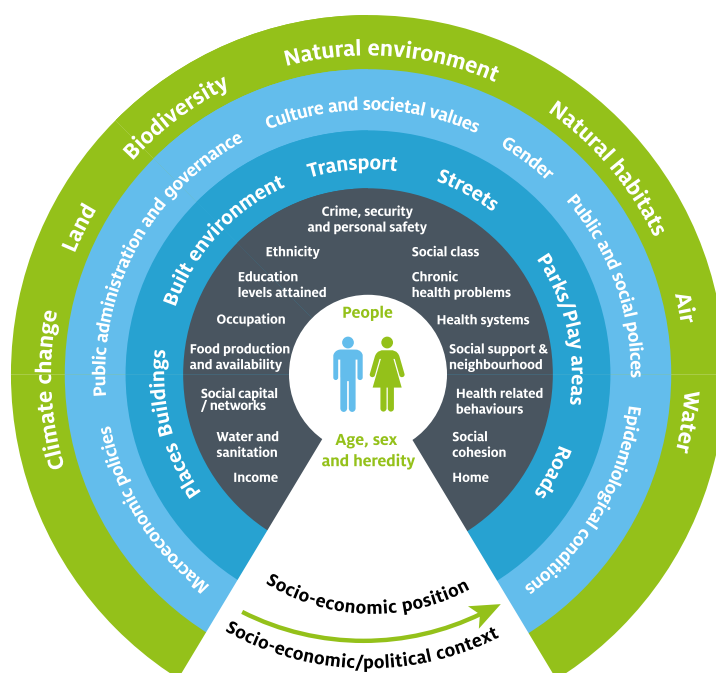 Natural environment
Biodiversity
Natural habitats
Land
Air
Climate change
Water
Culture and societal values
Gender
Public administration and governance
Public and social polices
Macroeconomic policies
Epidemiological conditions
Transport
Built environment
Streets
Parks/Play areas
Buildings
Places
Roads
Crime, security
and personal safety
Ethnicity
Social class
Education
levels attained
Chronic
health problems
Occupation
Health systems
Food production
and availability
Social support &
neighbourhood
Social capital
/ networks
Health related
behaviours
Water and
sanitation
Social
cohesion
Income
Home
People
Age, sex
and heredity
Socio-economic position
Socio-economic/political context